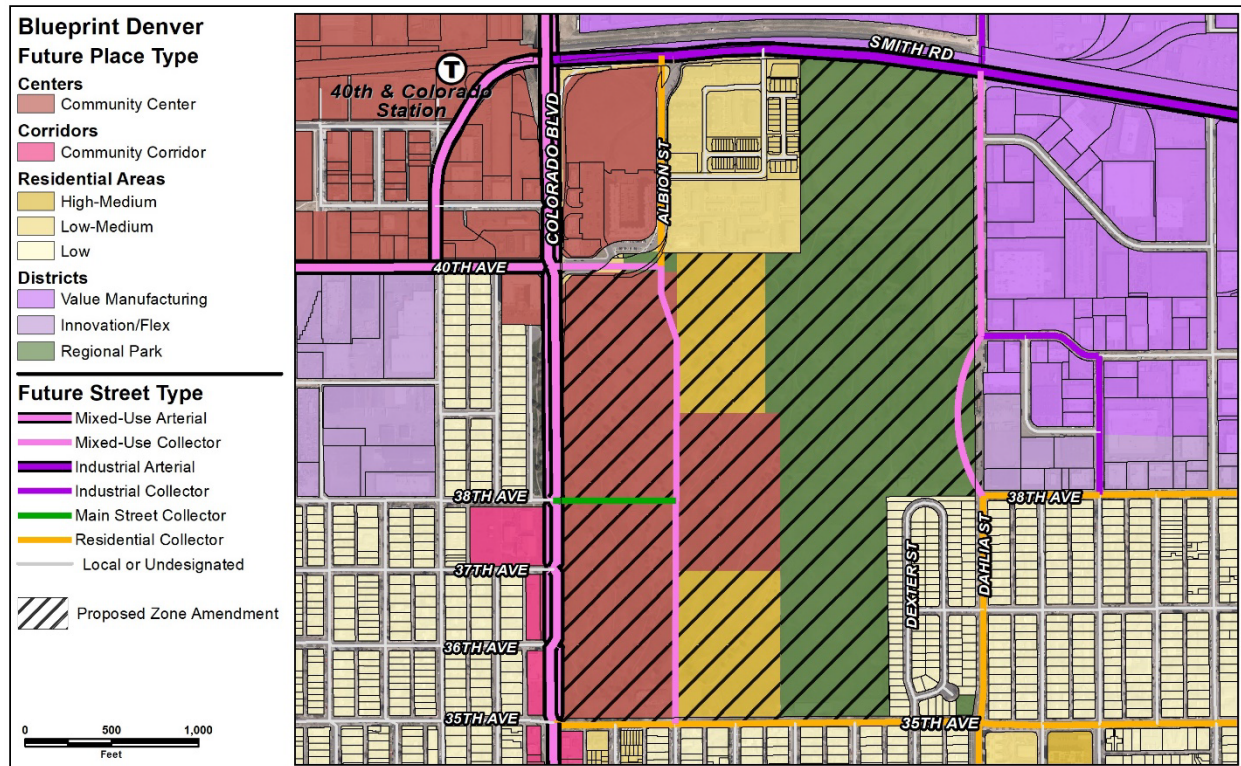 Blueprint Denver
Future Place Type
Centers
Community Center
Corridors
Community Corridor
Residential Areas
High-Medium
Low-Medium
Low
Districts
Value Manufacturing
Innovation/Flex
Regional Park
Future Street Type
Mixed-Use Arterial
Mixed-Use Collector
Industrial Arterial
Industrial Collector
Main Street Collector
Residential Collector
Local or Undesignated
Proposed Zone Amendment
0 500 1,000
Feet
SMITH RD
T
40th & Colorado
Station
COLORADO BLVD
ALBION ST
40TH AVE
38TH AVE
38TH AVE
37TH AVE
DEXTER ST
DAHLIA ST
36TH AVE
35TH AVE
35TH AVE